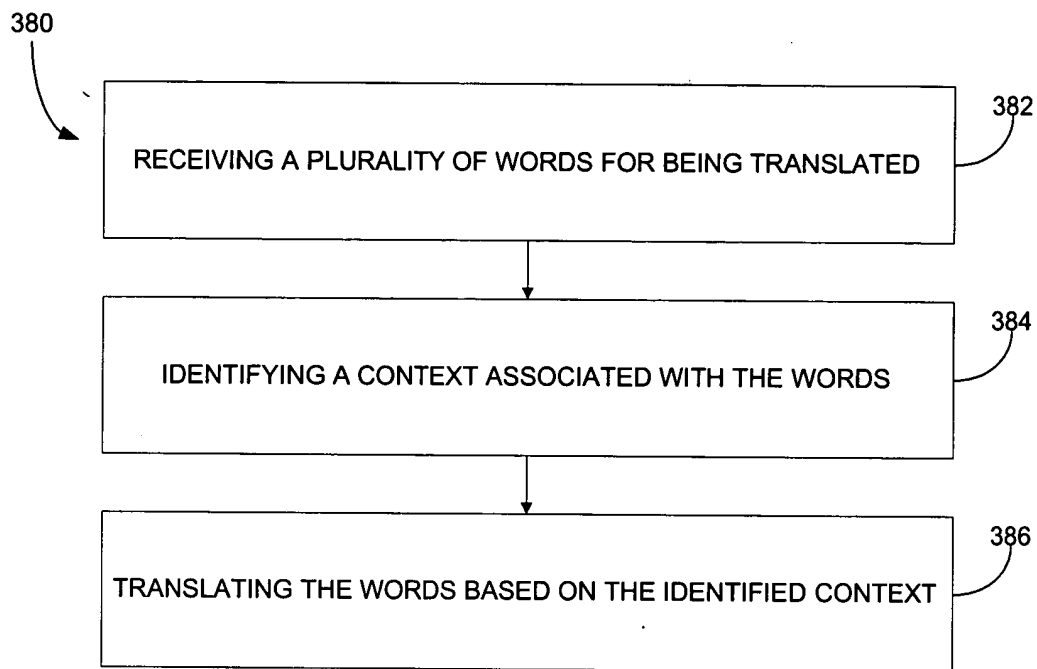 380
RECEIVING A PLURALITY OF WORDS FOR BEING TRANSLATED
382
IDENTIFYING A CONTEXT ASSOCIATED WITH THE WORDS
384
TRANSLATING THE WORDS BASED ON THE IDENTIFIED CONTEXT
386